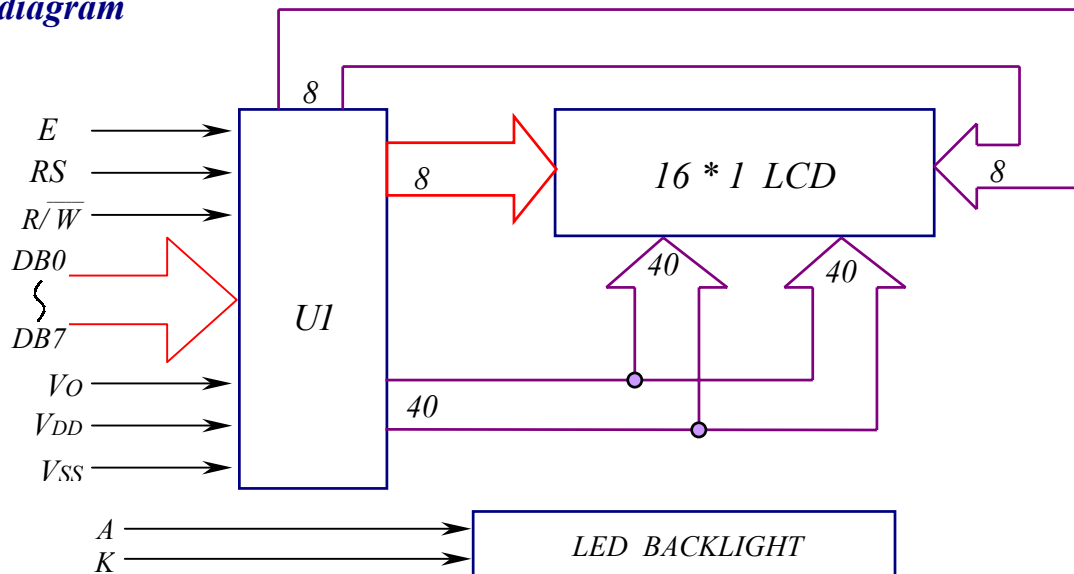 diagram
8
E
RS
R/W̅
DB0
DB7
VO
VDD
VSS
U1
8
16 * 1 LCD
8
40
40
40
A
K
LED BACKLIGHT